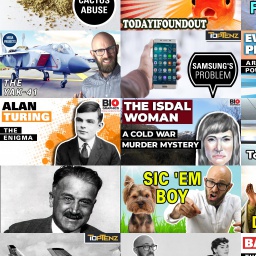 CACTUS
ABUSE
TODAYIFOUNDOUT
TOPTENZ
THE
YAK-41
SAMSUNG'S
PROBLEM
ALAN
TURING
THE
ENIGMA
BIO
THE ISDAL
WOMAN
A COLD WAR
MURDER MYSTERY
BIO
SIC 'EM
BOY
TOPTENZ